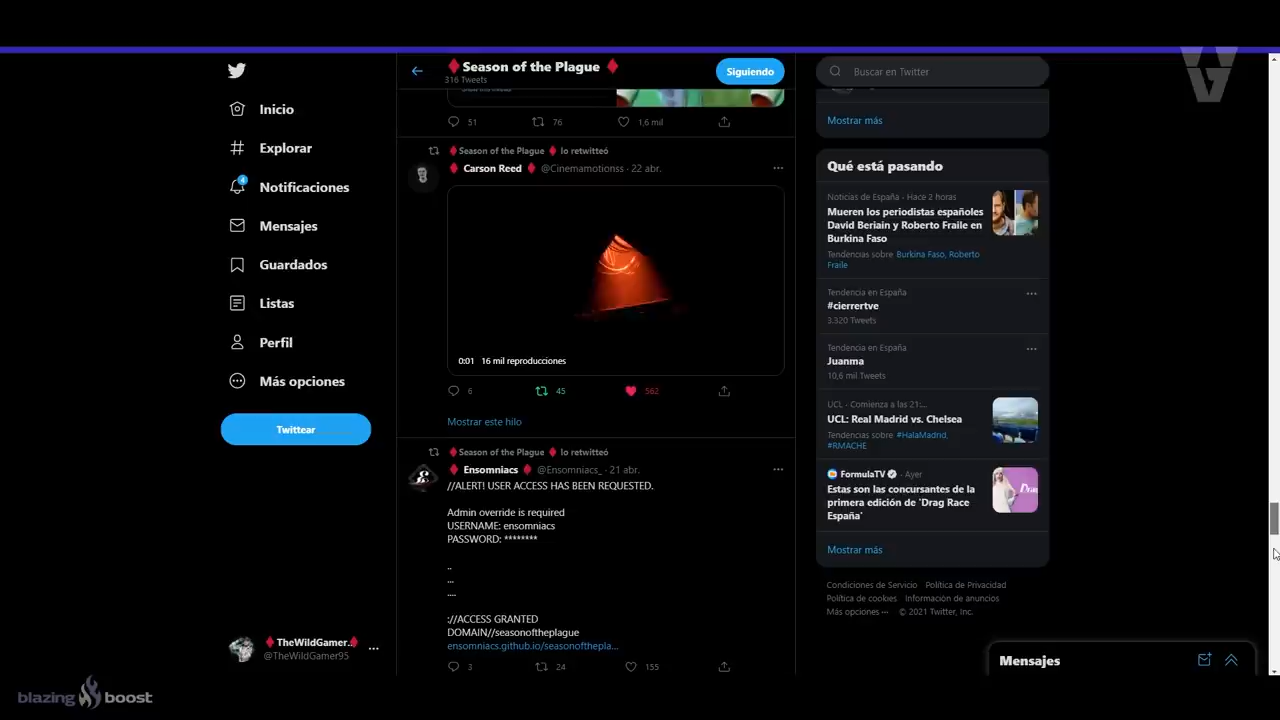 Inicio
Explorar
4
Notificaciones
Mensajes
Guardados
Listas
Perfil
Más opciones
Twittear
TheWildGamer..
@TheWildGamer95
Season of the Plague
316 Tweets
Siguiendo
51 76 1,6 mil
Season of the Plague lo retwitteó
Carson Reed @Cinemamotionss · 22 abr.
0:01 16 mil reproducciones
6 45 562
Mostrar este hilo
Season of the Plague lo retwitteó
Ensomniacs @Ensomniacs_ · 21 abr.
//ALERT! USER ACCESS HAS BEEN REQUESTED.
Admin override is required
USERNAME: ensomniacs
PASSWORD: ********
..
...
....
://ACCESS GRANTED
DOMAIN//seasonoftheplague
ensomniacs.github.io/seasonofthepla...
3 24 155
Buscar en Twitter
Mostrar más
Qué está pasando
Noticias de España · Hace 2 horas
Mueren los periodistas españoles
David Beriain y Roberto Fraile en
Burkina Faso
Tendencias sobre Burkina Faso, Roberto
Fraile
Tendencia en España
#cierrertve
3.320 Tweets
Tendencia en España
Juanma
10,6 mil Tweets
UCL · Comienza a las 21:...
UCL: Real Madrid vs. Chelsea
Tendencias sobre #HalaMadrid,
#RMACHE
FormulaTV · Ayer
Estas son las concursantes de la
primera edición de 'Drag Race
España'
Mostrar más
Condiciones de Servicio Política de Privacidad
Política de cookies Información de anuncios
Más opciones ··· © 2021 Twitter, Inc.
Mensajes
blazing boost